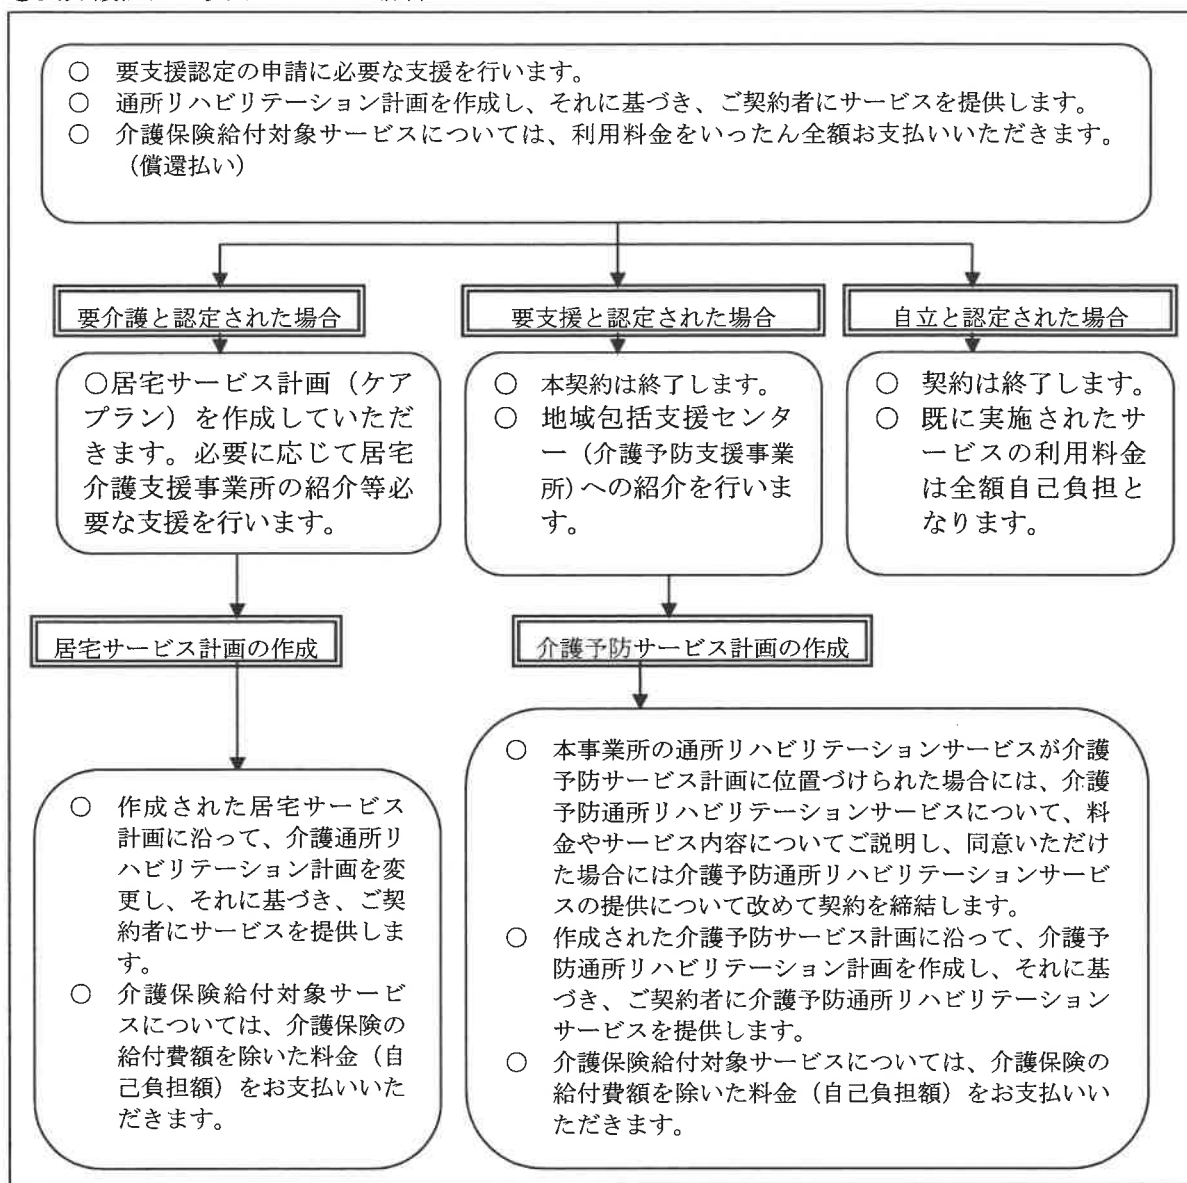 ○ 要支援認定の申請に必要な支援を行います。
○ 通所リハビリテーション計画を作成し、それに基づき、ご契約者にサービスを提供します。
○ 介護保険給付対象サービスについては、利用料金をいったん全額お支払いいただきます。
（償還払い）
要介護と認定された場合
要支援と認定された場合
自立と認定された場合
○居宅サービス計画（ケア
プラン）を作成していただ
きます。必要に応じて居宅
介護支援事業所の紹介等必
要な支援を行います。
○ 本契約は終了します。
○ 地域包括支援センタ
ー（介護予防支援事業
所）への紹介を行いま
す。
○ 契約は終了します。
○ 既に実施されたサ
ービスの利用料金
は全額自己負担と
なります。
居宅サービス計画の作成
介護予防サービス計画の作成
○ 作成された居宅サービス
計画に沿って、介護通所リ
ハビリテーション計画を変
更し、それに基づき、ご契
約者にサービスを提供しま
す。
○ 介護保険給付対象サービ
スについては、介護保険の
給付費額を除いた料金（自
己負担額）をお支払いいた
だきます。
○ 本事業所の通所リハビリテーションサービスが介護
予防サービス計画に位置づけられた場合には、介護
予防通所リハビリテーションサービスについて、料
金やサービス内容についてご説明し、同意いただけ
た場合には介護予防通所リハビリテーションサービ
スの提供について改めて契約を締結します。
○ 作成された介護予防サービス計画に沿って、介護予
防通所リハビリテーション計画を作成し、それに基
づき、ご契約者に介護予防通所リハビリテーション
サービスを提供します。
○ 介護保険給付対象サービスについては、介護保険の
給付費額を除いた料金（自己負担額）をお支払いい
ただきます。